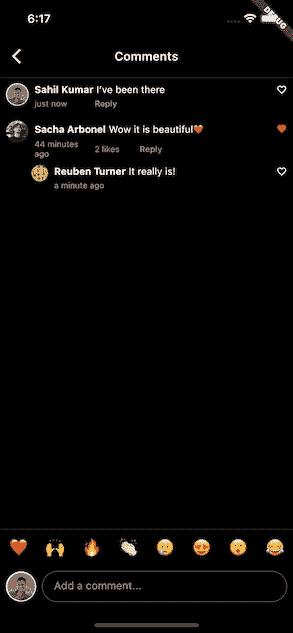 6:17
DEBUG
Comments
Sahil Kumar I've been there
just now Reply
Sacha Arbonel Wow it is beautiful❤️
44 minutes
ago 2 likes Reply
Reuben Turner It really is!
a minute ago
Add a comment...